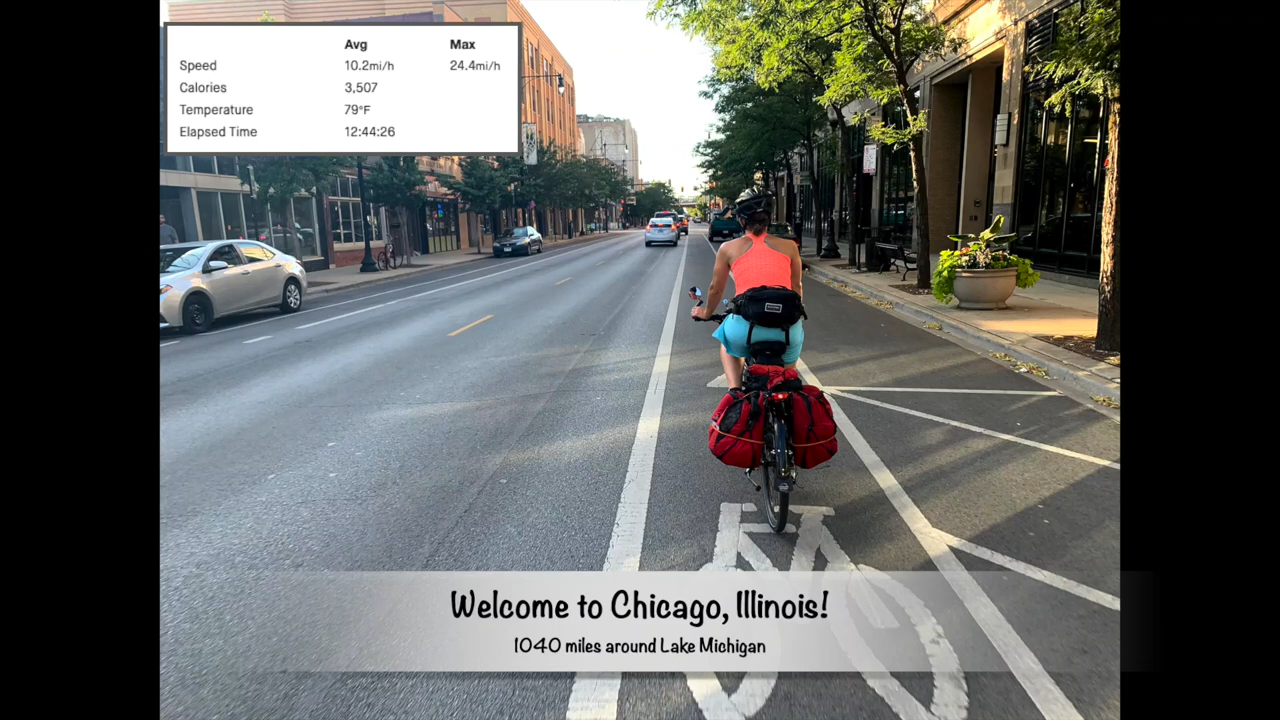 Avg Max
Speed 10.2mi/h 24.4mi/h
Calories 3,507
Temperature 79°F
Elapsed Time 12:44:26
Welcome to Chicago, Illinois!
1040 miles around Lake Michigan